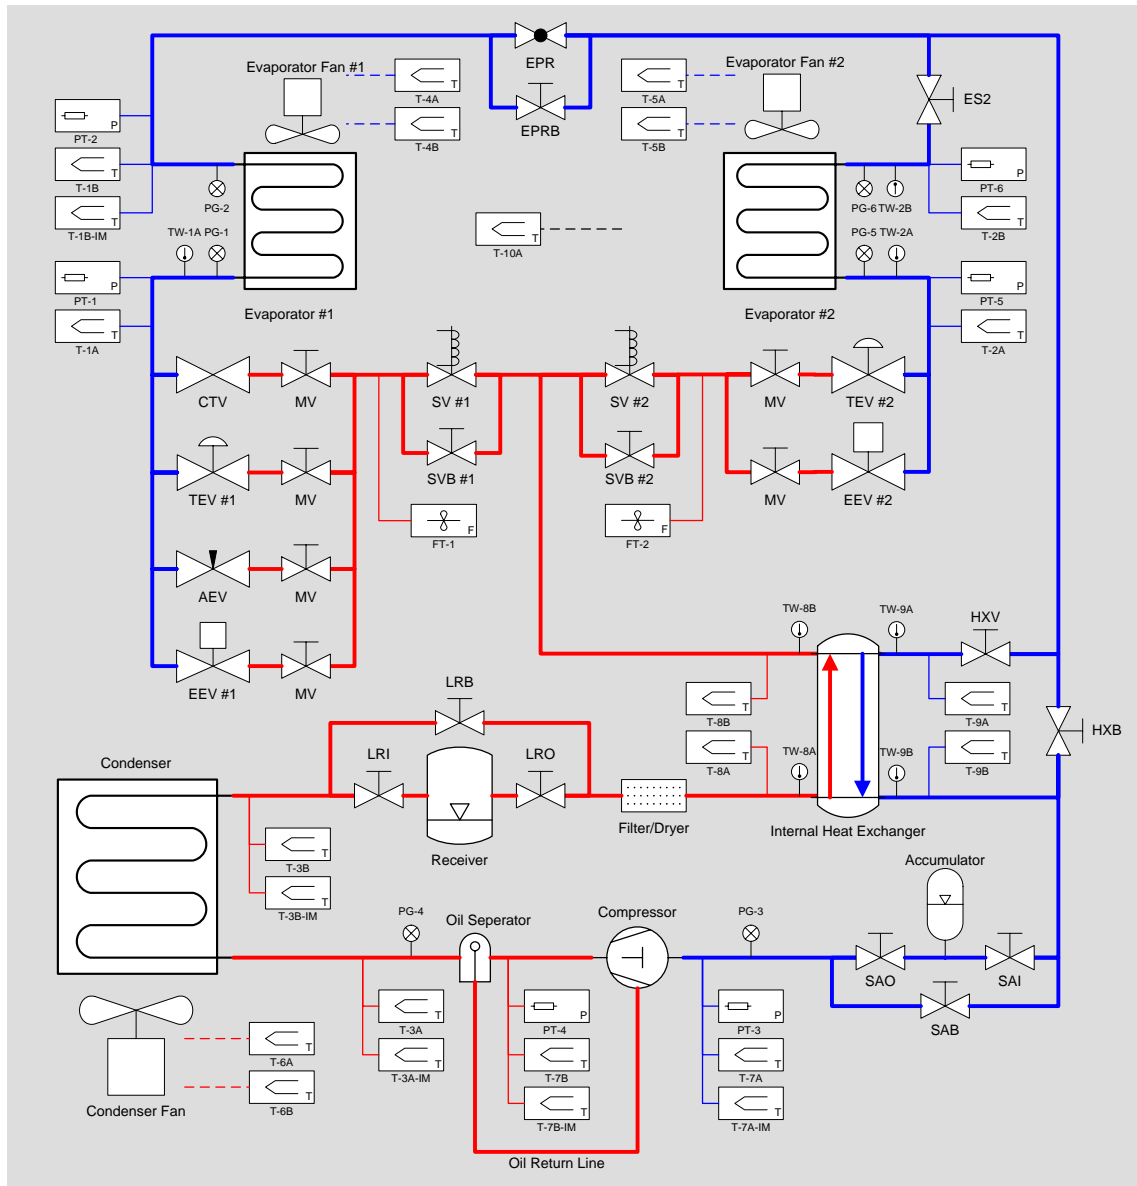 EPR
Evaporator Fan #1
T
T-4A
T
T-5A
Evaporator Fan #2
ES2
EPRB
P
PT-2
T
T-4B
T
T-5B
T
T-1B
PG-2
PG-6
TW-2B
P
PT-6
T
T-1B-IM
T
T-2B
TW-1A
PG-1
T
T-10A
PG-5
TW-2A
P
PT-1
P
PT-5
Evaporator #1
Evaporator #2
T
T-1A
T
T-2A
CTV
MV
SV #1
SV #2
MV
TEV #2
TEV #1
MV
SVB #1
SVB #2
MV
EEV #2
F
FT-1
F
FT-2
AEV
MV
TW-8B
TW-9A
HXV
EEV #1
MV
LRB
T
T-8B
T
T-9A
HXB
Condenser
LRI
LRO
T
T-8A
TW-8A
TW-9B
T
T-9B
Receiver
Filter/Dryer
Internal Heat Exchanger
T
T-3B
Accumulator
T
T-3B-IM
PG-4
Oil Seperator
Compressor
PG-3
SAO
SAI
T
T-3A
P
PT-4
P
PT-3
SAB
T
T-6A
T
T-3A-IM
T
T-7B
T
T-7A
T
T-6B
T
T-7B-IM
T
T-7A-IM
Condenser Fan
Oil Return Line